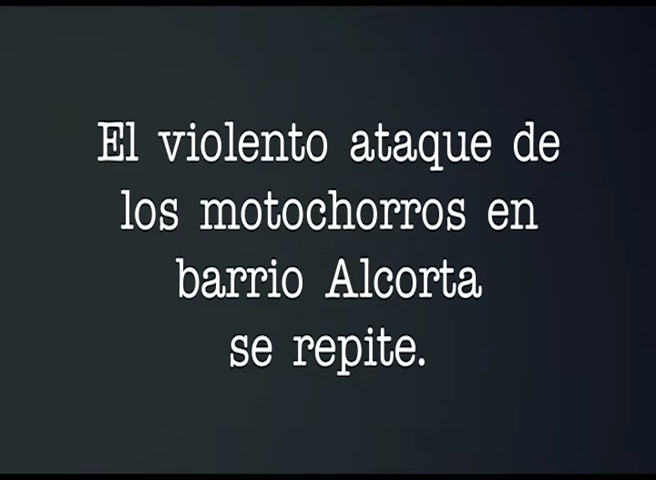 El violento ataque de
los motochorros en
barrio Alcorta
se repite.